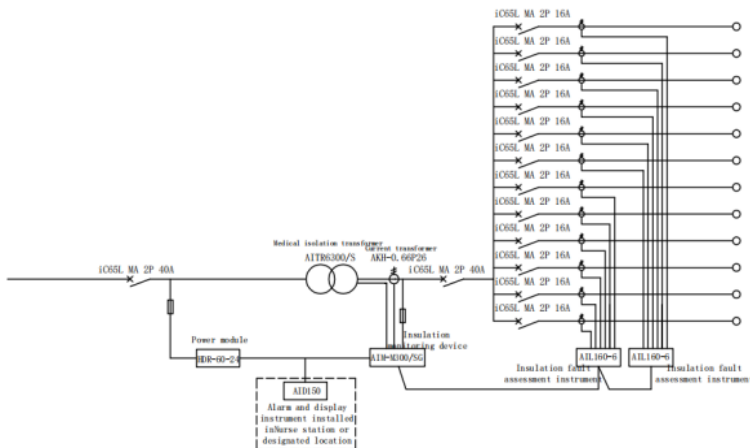 iC65L MA 2P 16A
iC65L MA 2P 16A
iC65L MA 2P 16A
iC65L MA 2P 16A
iC65L MA 2P 16A
iC65L MA 2P 16A
iC65L MA 2P 16A
iC65L MA 2P 16A
iC65L MA 2P 16A
iC65L MA 2P 16A
iC65L MA 2P 16A
iC65L MA 2P 16A
Medical isolation transformer
AITR6300/S
Current transformer
AKH-0.66P26
iC65L MA 2P 40A
iC65L MA 2P 40A
Power module
HDR-60-24
Insulation
monitoring device
AIM-M300/SG
AIL160-6
AIL160-6
Insulation fault
assessment instrument
Insulation fault
assessment instrumen
AID150
Alarm and display
instrument installed
inNurse station or
designated location